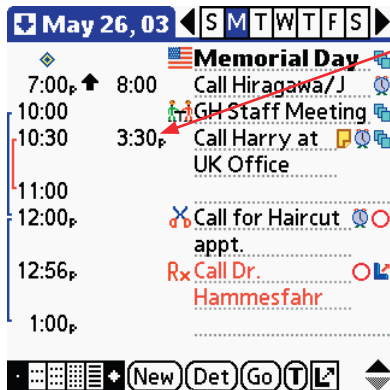 May 26, 03 S M T W T F S
Memorial Day
7:00P 8:00 Call Hiragawa/J
10:00 GH Staff Meeting
10:30 3:30P Call Harry at
UK Office
11:00
12:00P Call for Haircut
appt.
12:56P Rx Call Dr.
Hammesfahr
1:00P
New Det Go T